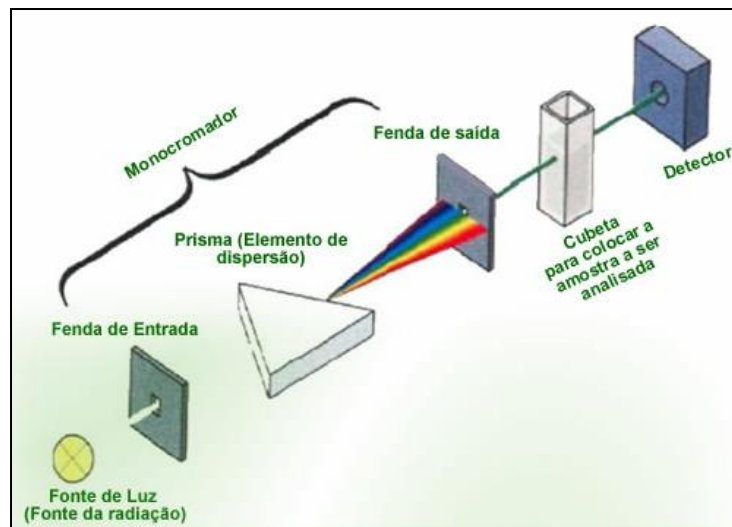 Monocromador
Fenda de saída
Detector
Prisma (Elemento de
dispersão)
Cubeta
para colocar a
amostra a ser
analisada
Fenda de Entrada
Fonte de Luz
(Fonte da radiação)